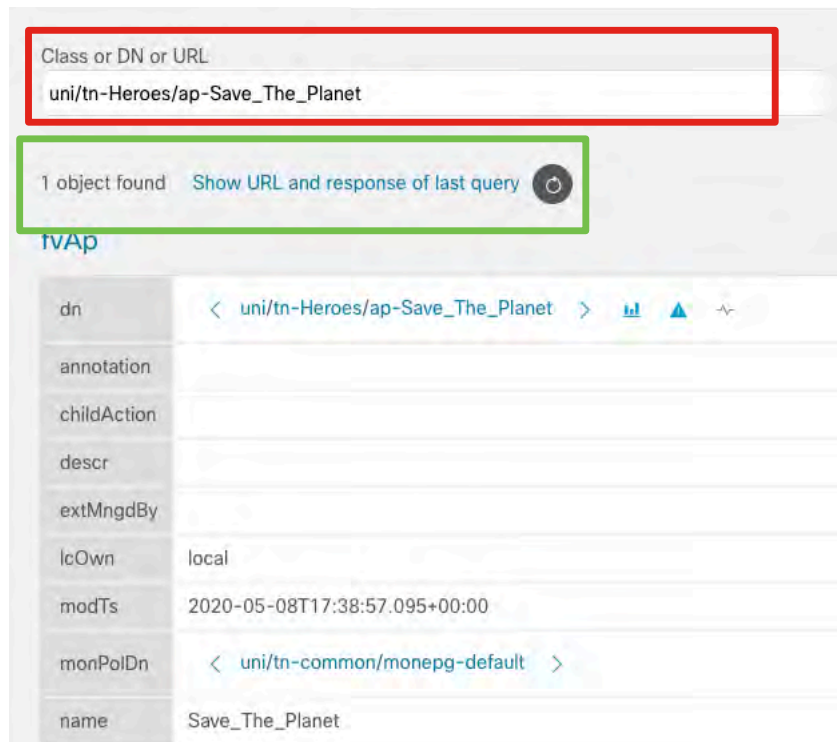 Class or DN or URL
uni/tn-Heroes/ap-Save_The_Planet
1 object found Show URL and response of last query
fvAp
dn < uni/tn-Heroes/ap-Save_The_Planet >
annotation
childAction
descr
extMngdBy
lcOwn local
modTs 2020-05-08T17:38:57.095+00:00
monPolDn < uni/tn-common/monepg-default >
name Save_The_Planet